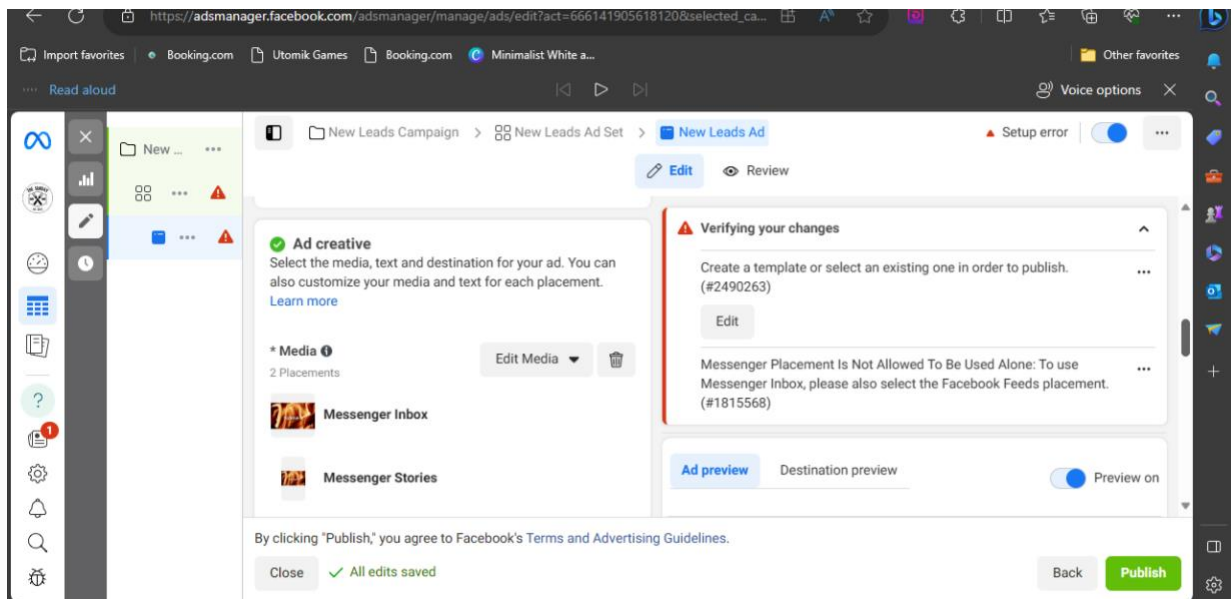 https://adsmanager.facebook.com/adsmanager/manage/ads/edit?act=666141905618120&selected_ca...
Import favorites
Booking.com
Utomik Games
Booking.com
Minimalist White a...
Other favorites
Read aloud
Voice options
New Leads Campaign > New Leads Ad Set > New Leads Ad
Setup error
New ...
Edit
Review
Ad creative
Select the media, text and destination for your ad. You can
also customize your media and text for each placement.
Learn more
* Media
2 Placements
Edit Media
Messenger Inbox
Messenger Stories
Verifying your changes
Create a template or select an existing one in order to publish.
(#2490263)
Edit
Messenger Placement Is Not Allowed To Be Used Alone: To use
Messenger Inbox, please also select the Facebook Feeds placement.
(#1815568)
Ad preview
Destination preview
Preview on
1
By clicking "Publish," you agree to Facebook's Terms and Advertising Guidelines.
Close
All edits saved
Back
Publish